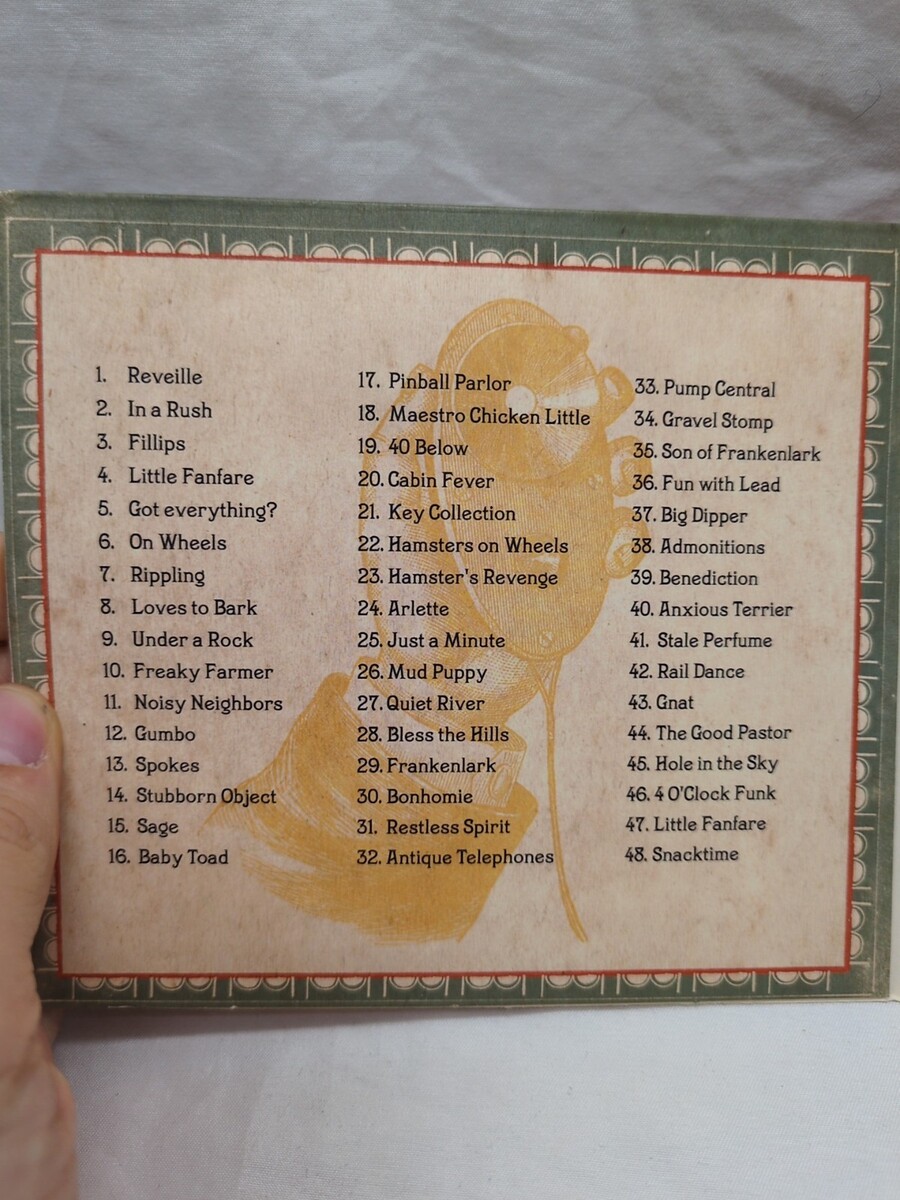 1. Reveille
2. In a Rush
3. Fillips
4. Little Fanfare
5. Got everything?
6. On Wheels
7. Rippling
8. Loves to Bark
9. Under a Rock
10. Freaky Farmer
11. Noisy Neighbors
12. Gumbo
13. Spokes
14. Stubborn Object
15. Sage
16. Baby Toad
17. Pinball Parlor
18. Maestro Chicken Little
19. 40 Below
20. Cabin Fever
21. Key Collection
22. Hamsters on Wheels
23. Hamster's Revenge
24. Arlette
25. Just a Minute
26. Mud Puppy
27. Quiet River
28. Bless the Hills
29. Frankenlark
30. Bonhomie
31. Restless Spirit
32. Antique Telephones
33. Pump Central
34. Gravel Stomp
35. Son of Frankenlark
36. Fun with Lead
37. Big Dipper
38. Admonitions
39. Benediction
40. Anxious Terrier
41. Stale Perfume
42. Rail Dance
43. Gnat
44. The Good Pastor
45. Hole in the Sky
46. 4 O'Clock Funk
47. Little Fanfare
48. Snacktime